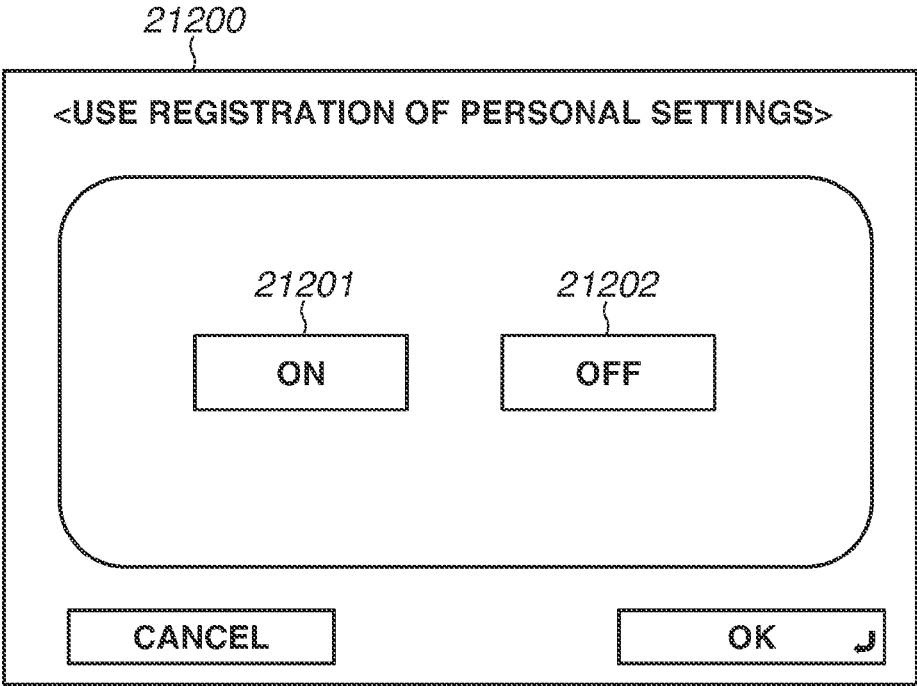 21200
<USE REGISTRATION OF PERSONAL SETTINGS>
21201 21202
ON OFF
CANCEL OK